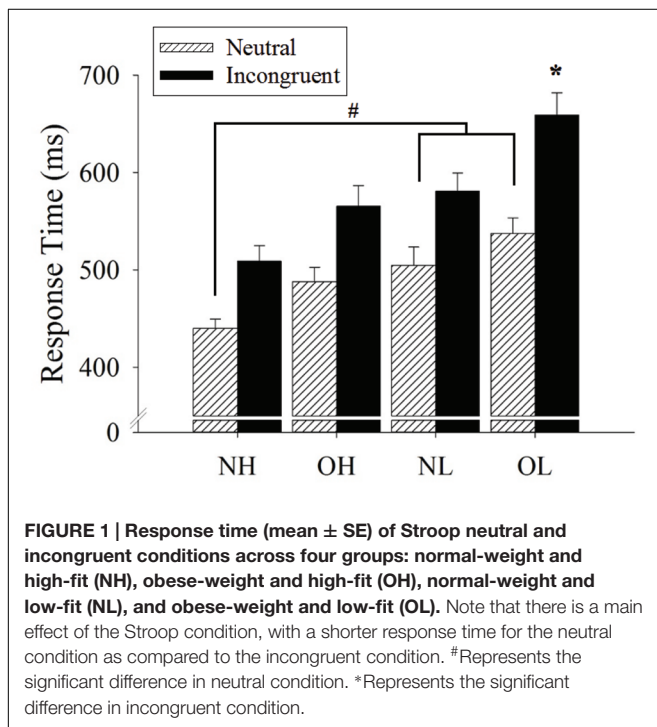 Neutral
Incongruent
700
*
#
600
500
400
0
Response Time (ms)
NH OH NL OL
FIGURE 1 | Response time (mean ± SE) of Stroop neutral and
incongruent conditions across four groups: normal-weight and
high-fit (NH), obese-weight and high-fit (OH), normal-weight and
low-fit (NL), and obese-weight and low-fit (OL). Note that there is a main
effect of the Stroop condition, with a shorter response time for the neutral
condition as compared to the incongruent condition. #Represents the
significant difference in neutral condition. *Represents the significant
difference in incongruent condition.